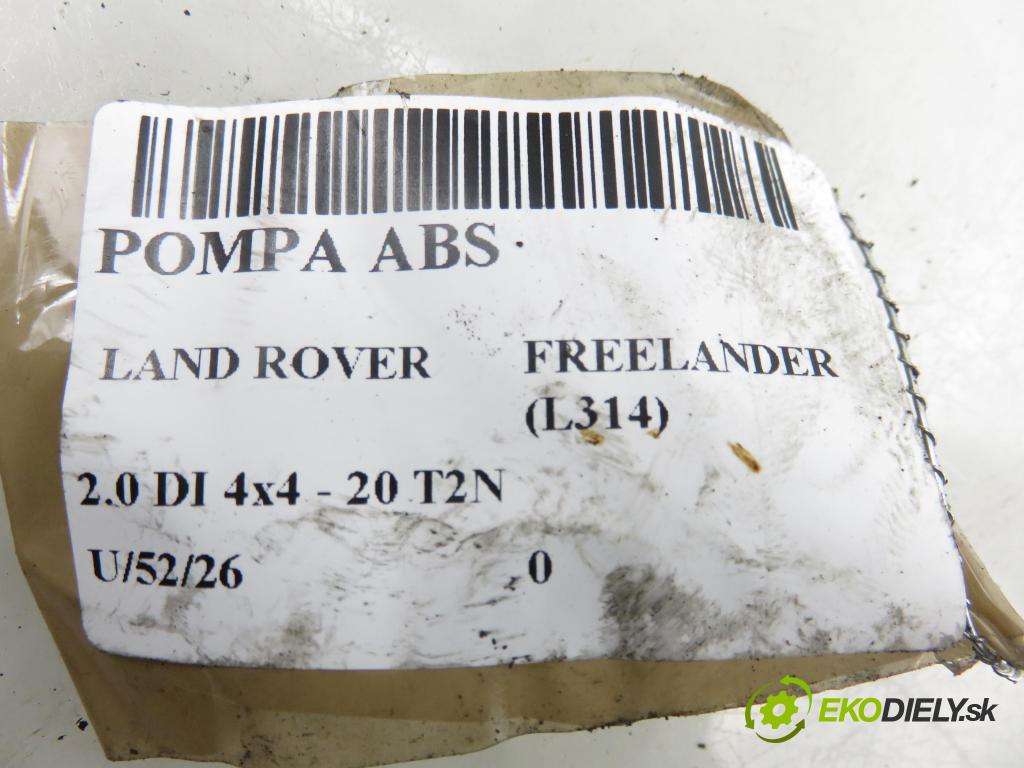 POMPA ABS
LAND ROVER FREELANDER
(L314)
2.0 DI 4x4 - 20 T2N
U/52/26 0
EKODIELY.sk